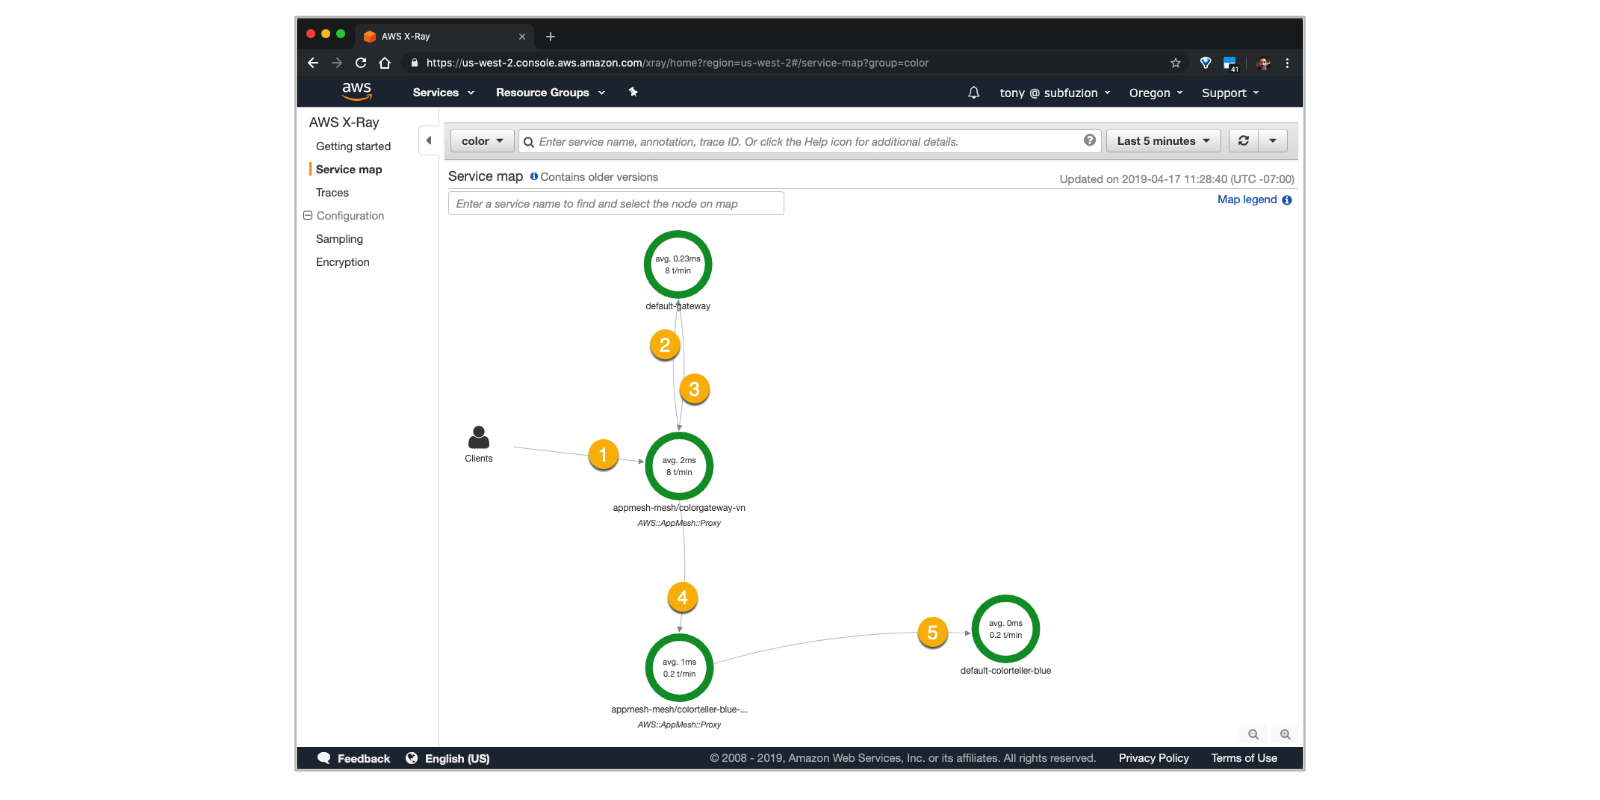 AWS X-Ray
https://us-west-2.console.aws.amazon.com/xray/home?region=us-west-2#/service-map?group=color
41
aws
Services
Resource Groups
tony @ subfuzion
Oregon
Support
AWS X-Ray
Getting started
Service map
Traces
Configuration
Sampling
Encryption
color
Enter service name, annotation, trace ID. Or click the Help icon for additional details.
Last 5 minutes
Service map
Contains older versions
Updated on 2019-04-17 11:28:40 (UTC -07:00)
Enter a service name to find and select the node on map
Map legend
avg. 0.23ms
8 t/min
default-gateway
2
3
Clients
1
avg. 2ms
8 t/min
appmesh-mesh/colorgateway-vn
AWS::AppMesh::Proxy
4
5
avg. 0ms
0.2 t/min
default-colorteller-blue
avg. 1ms
0.2 t/min
appmesh-mesh/colorteller-blue-...
AWS::AppMesh::Proxy
Feedback
English (US)
© 2008 - 2019, Amazon Web Services, Inc. or its affiliates. All rights reserved.
Privacy Policy
Terms of Use